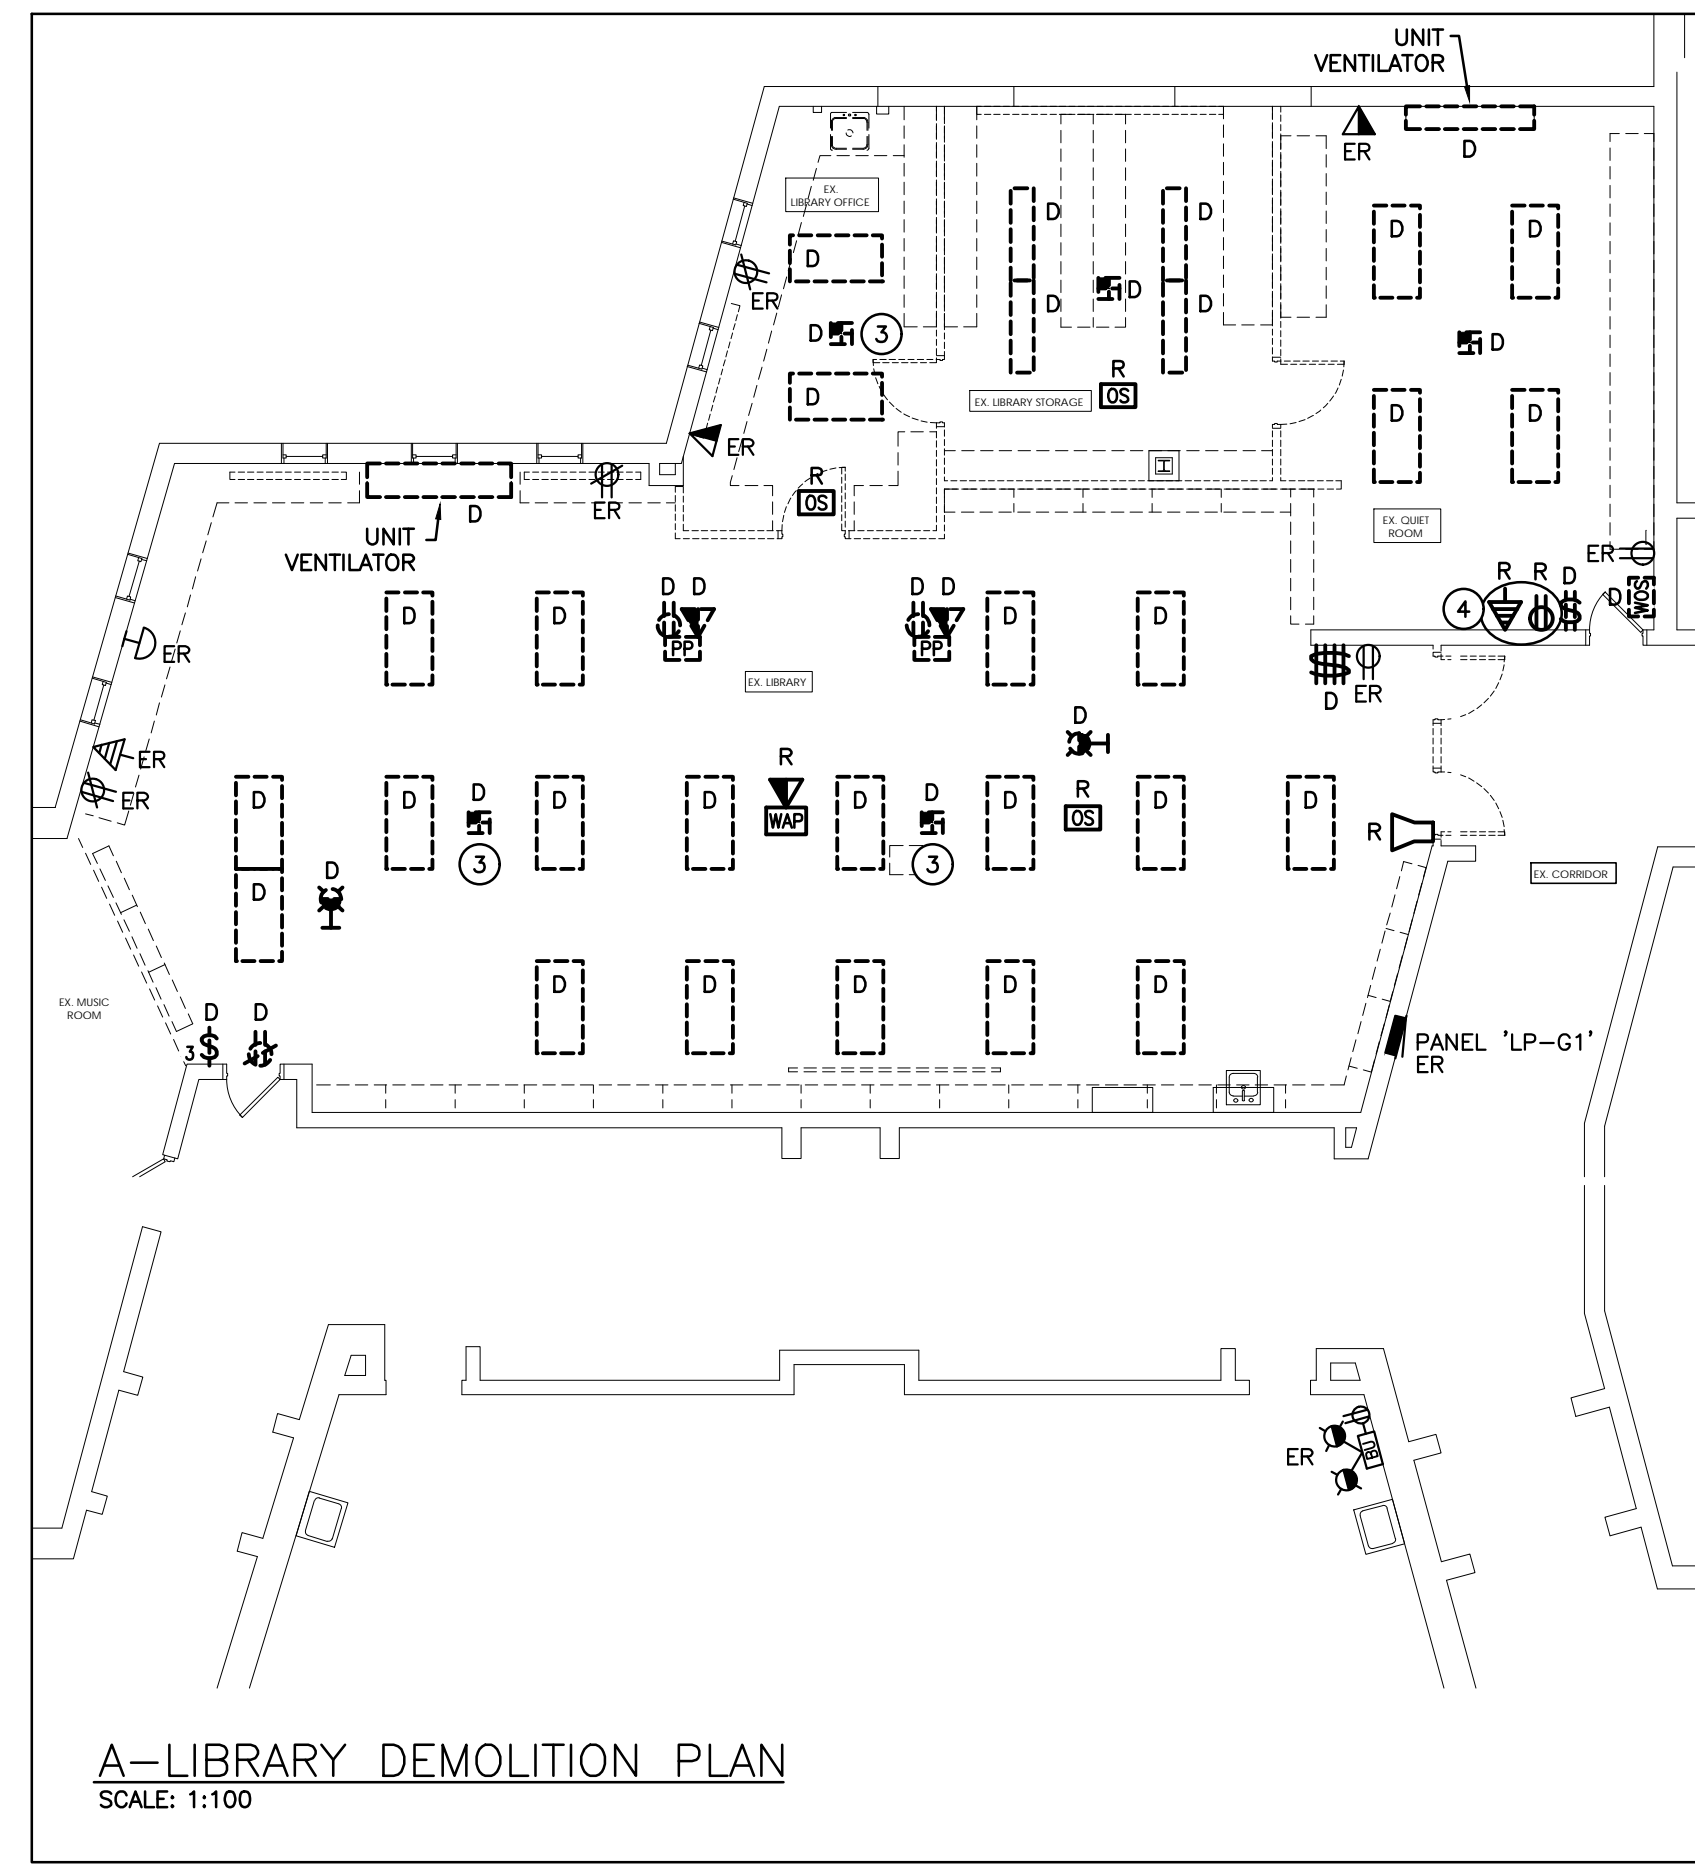 UNIT
VENTILATOR
ER
D
EX.
LIBRARY OFFICE
D
D
D
D
D
ER
D
D
D
D
D
3
D
R
OS
EX. LIBRARY STORAGE
D
D
D
ER
R
OS
D
UNIT
VENTILATOR
ER
EX. QUIET
ROOM
ER
R
R
D
4
D
WOS
D
D
D
D
PP
D
D
PP
D
D
ER
EX. LIBRARY
D
ER
D
ER
ER
R
WAP
D
D
D
D
D
D
D
D
D
D
R
OS
D
R
3
3
D
D
EX. CORRIDOR
EX. MUSIC
ROOM
D
D
D
D
D
D
D
3
$
PANEL 'LP-G1'
ER
ER
BU
A-LIBRARY DEMOLITION PLAN
SCALE: 1:100